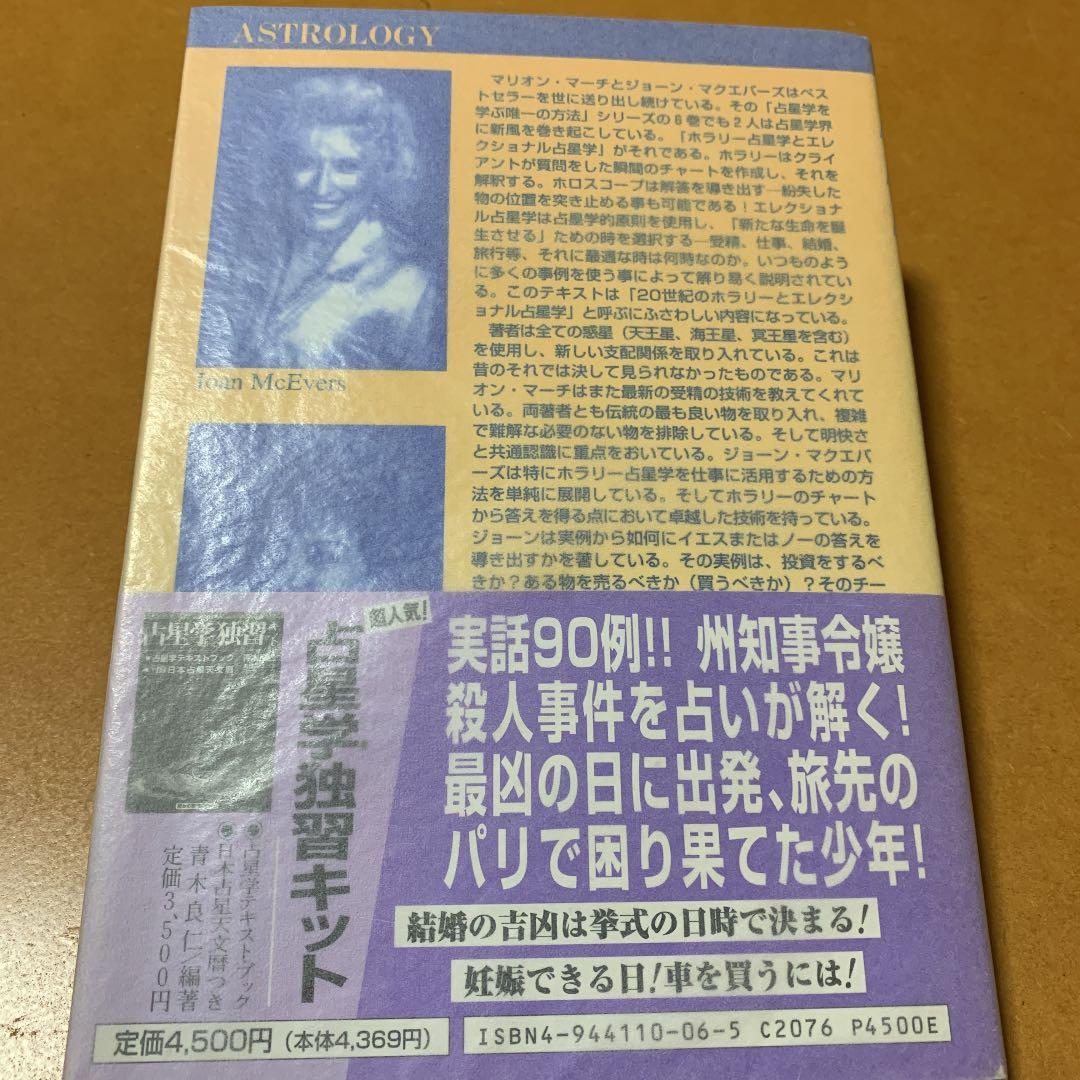 ASTROLOGY
マリオン・マーチとジョーン・マクエバーズはベス
トセラーを世に送り出し続けている。その「占星学を
学ぶ唯一の方法」シリーズの6巻でも2人は占星学界
に新風を巻き起こしている。「ホラリー占星学とエレ
クショナル占星学」がそれである。ホラリーはクライ
アントが質問をした瞬間のチャートを作成し、それを
解釈する。ホロスコープは解答を導き出す―紛失した
物の位置を突き止める事も可能である！エレクショナ
ル占星学は占星学的原則を使用し、「新たな生命を誕
生させる」ための時を選択する―受精、仕事、結婚、
旅行等、それに最適な時は何時なのか。いつものよう
に多くの事例を使う事によって解り易く説明されてい
る。このテキストは「20世紀のホラリーとエレクシ
ョナル占星学」と呼ぶにふさわしい内容になっている。
著者は全ての惑星（天王星、海王星、冥王星を含む）
を使用し、新しい支配関係を取り入れている。これは
昔のそれでは決して見られなかったものである。マリ
オン・マーチはまた最新の受精の技術を教えてくれて
いる。両著者とも伝統の最も良い物を取り入れ、複雑
で難解な必要のない物を排除している。そして明快さ
と共通認識に重点をおいている。ジョーン・マクエバ
ーズは特にホラリー占星学を仕事に活用するための方
法を単純に展開している。そしてホラリーのチャート
から答えを得る点において卓越した技術を持っている。
ジョーンは実例から如何にイエスまたはノーの答えを
導き出すかを著している。その実例は、投資をするべ
きか？ある物を売るべきか（買うべきか）？そのチー
Joan McEvers
実話90例!! 州知事令嬢
殺人事件を占いが解く!
最凶の日に出発、旅先の
パリで困り果てた少年!
結婚の吉凶は挙式の日時で決まる!
妊娠できる日!車を買うには!
超人気!
占星学独習キット
占星学独習
占星学テキストブック
日本占星天文暦つき
青木良仁/編著
定価3,500円
定価4,500円（本体4,369円）
ISBN4-944110-06-5 C2076 P4500E